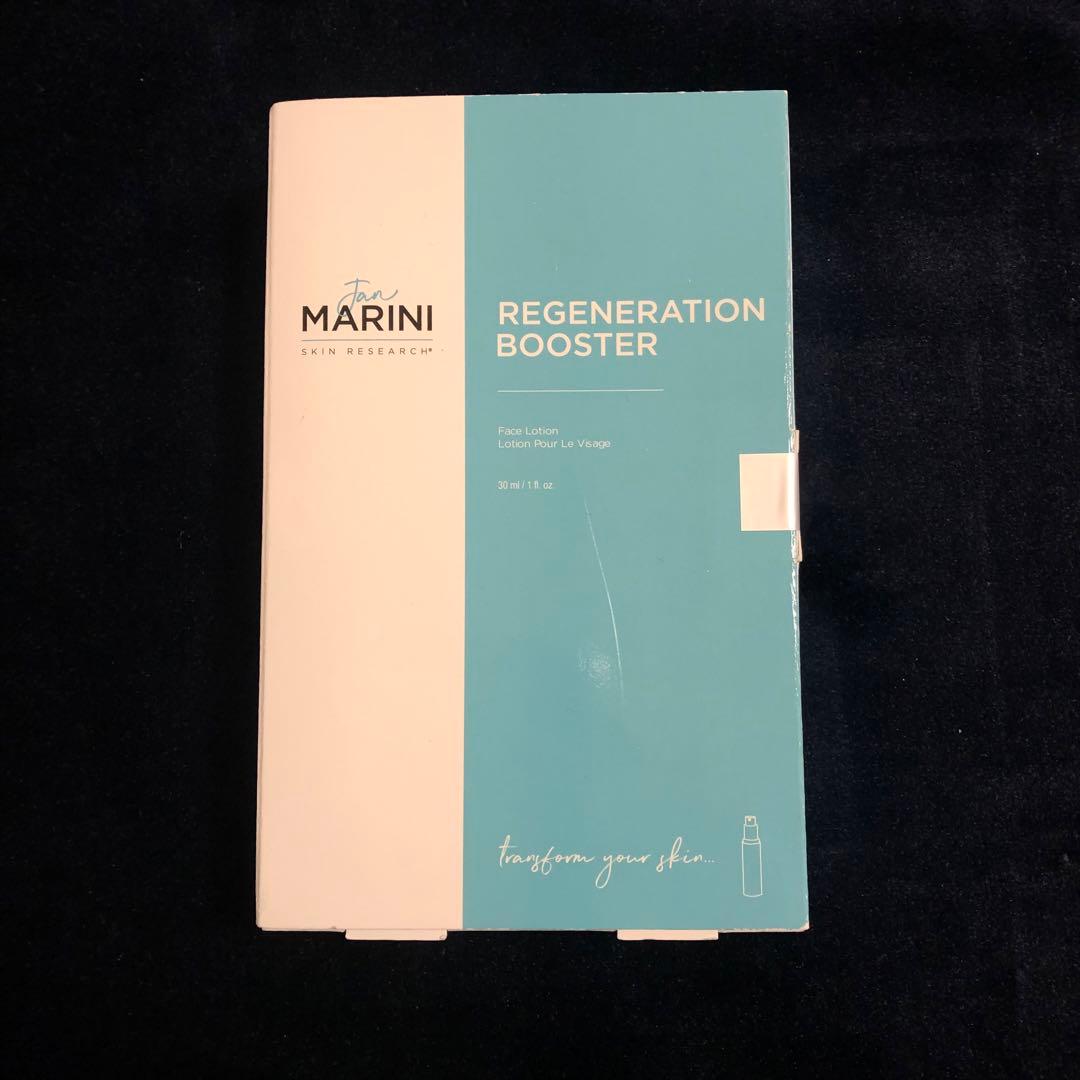 Jan
MARINI
SKIN RESEARCH®
REGENERATION
BOOSTER
Face Lotion
Lotion Pour Le Visage
30 ml / 1 fl. oz.
transform your skin...